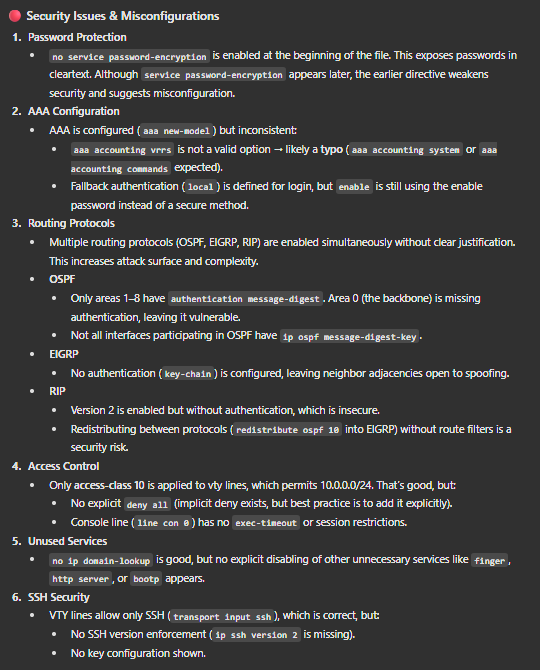 Security Issues & Misconfigurations
1. Password Protection
no service password-encryption is enabled at the beginning of the file. This exposes passwords in
cleartext. Although service password-encryption appears later, the earlier directive weakens
security and suggests misconfiguration.
2. AAA Configuration
AAA is configured (aaa new-model) but inconsistent:
aaa accounting vrrs is not a valid option → likely a typo (aaa accounting system or aaa
accounting commands expected).
Fallback authentication (local) is defined for login, but enable is still using the enable
password instead of a secure method.
3. Routing Protocols
Multiple routing protocols (OSPF, EIGRP, RIP) are enabled simultaneously without clear justification.
This increases attack surface and complexity.
OSPF
Only areas 1–8 have authentication message-digest. Area 0 (the backbone) is missing
authentication, leaving it vulnerable.
Not all interfaces participating in OSPF have ip ospf message-digest-key.
EIGRP
No authentication (key-chain) is configured, leaving neighbor adjacencies open to spoofing.
RIP
Version 2 is enabled but without authentication, which is insecure.
Redistributing between protocols (redistribute ospf 10 into EIGRP) without route filters is a
security risk.
4. Access Control
Only access-class 10 is applied to vty lines, which permits 10.0.0.0/24. That's good, but:
No explicit deny all (implicit deny exists, but best practice is to add it explicitly).
Console line (line con 0) has no exec-timeout or session restrictions.
5. Unused Services
no ip domain-lookup is good, but no explicit disabling of other unnecessary services like finger,
http server, or bootp appears.
6. SSH Security
VTY lines allow only SSH (transport input ssh), which is correct, but:
No SSH version enforcement (ip ssh version 2 is missing).
No key configuration shown.